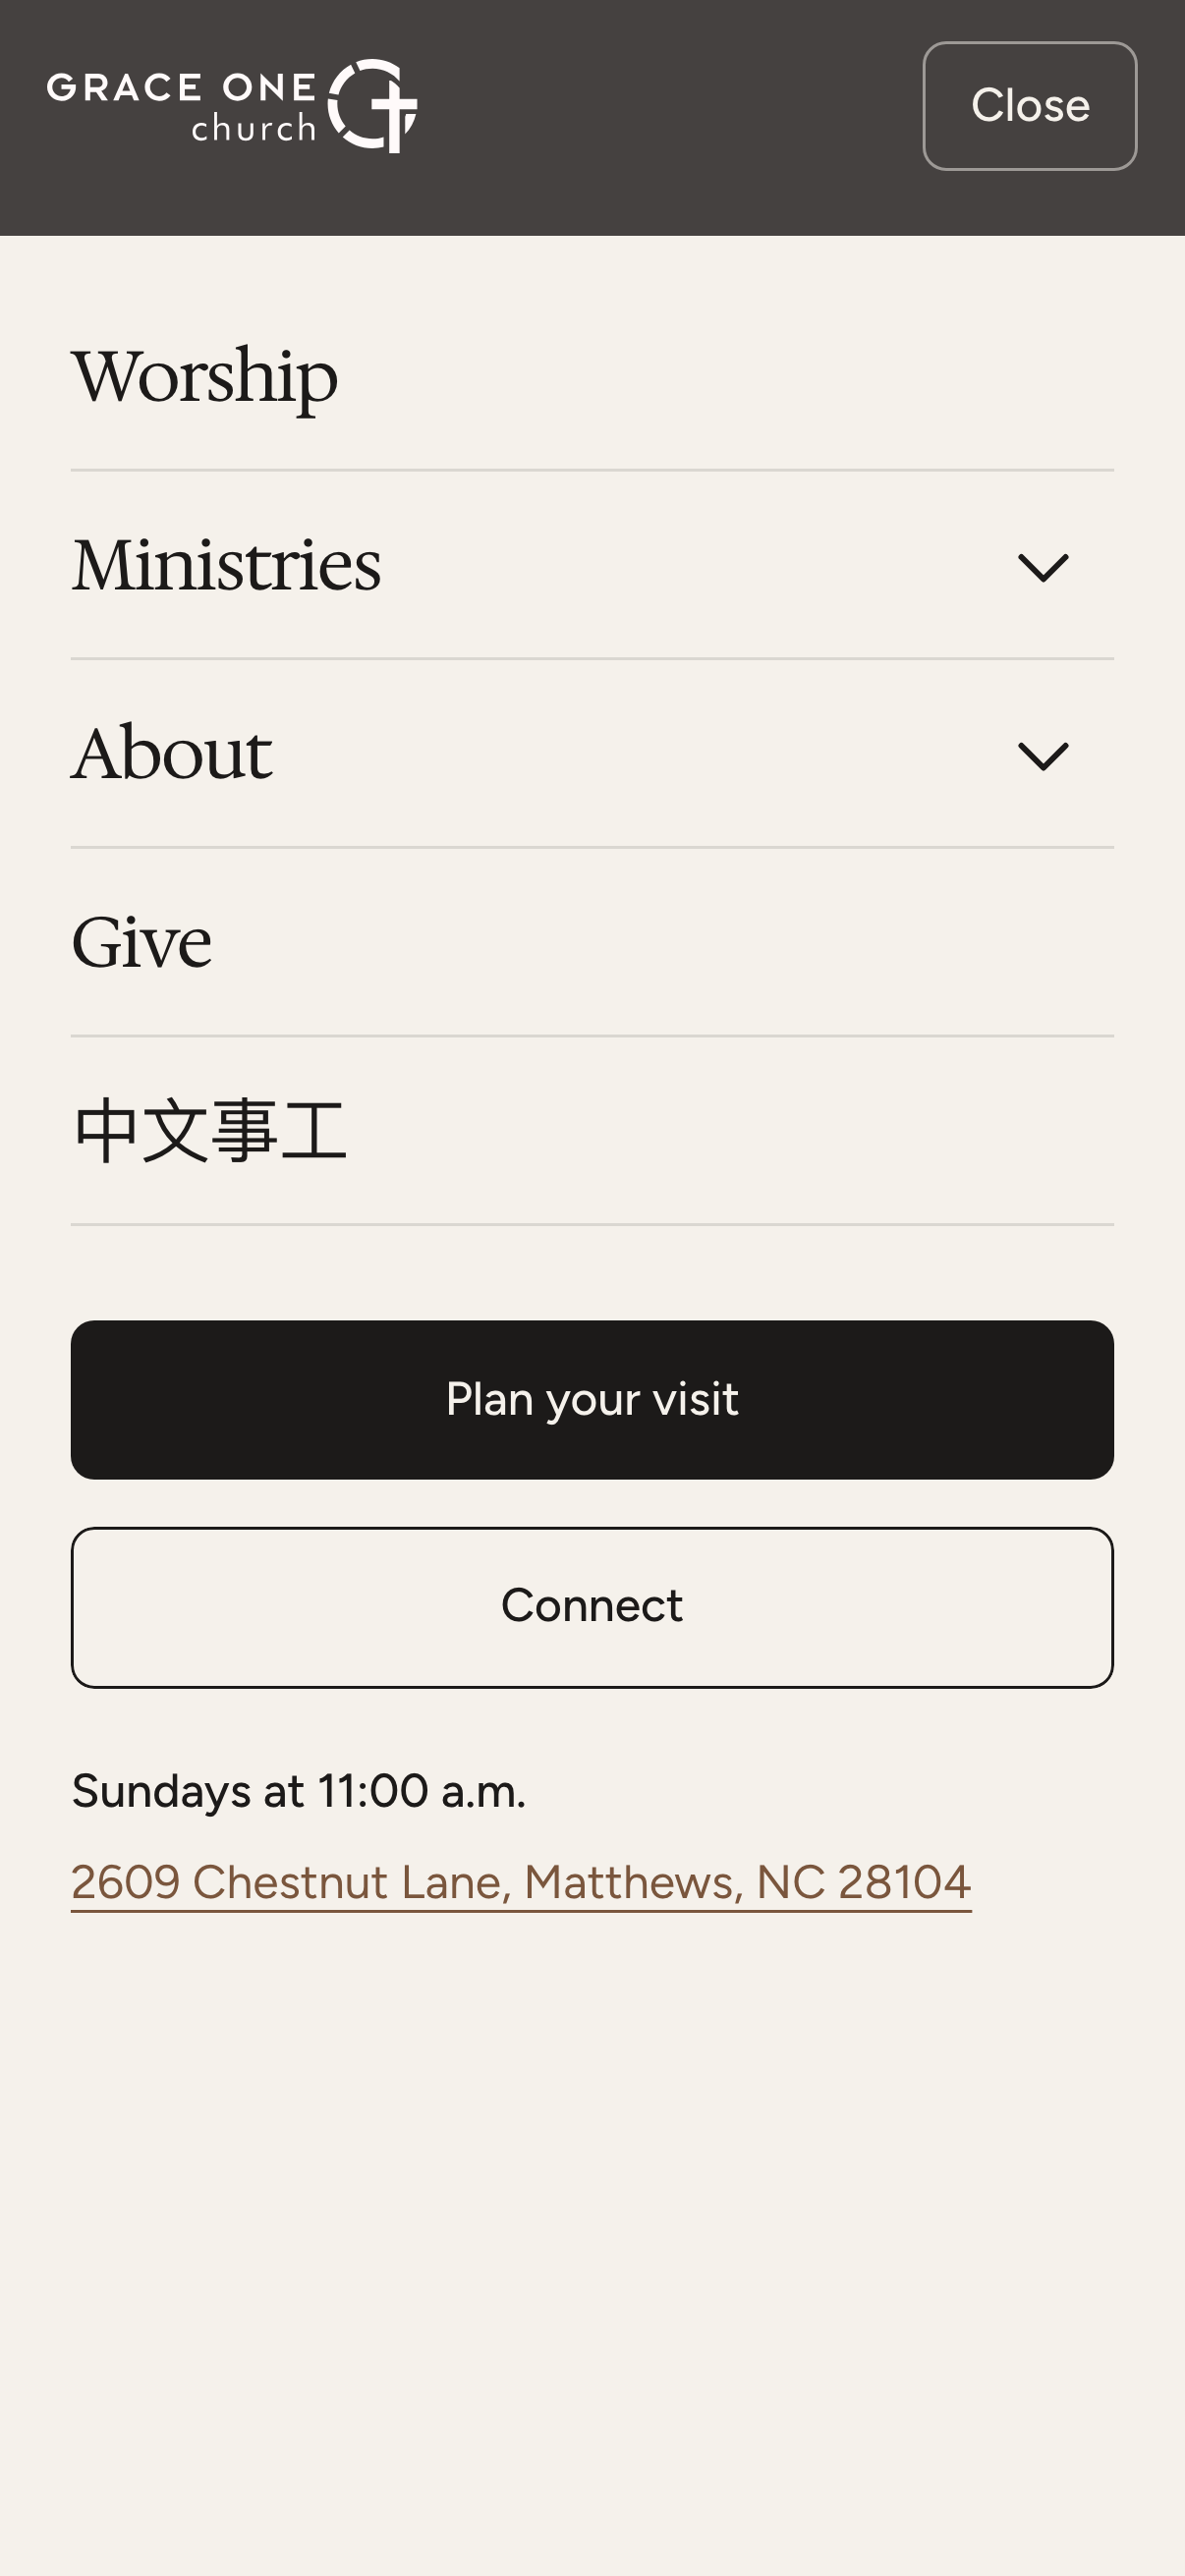 GRACE ONE
church
Close
Worship
Ministries
About
Give
中文事工
Plan your visit
Connect
Sundays at 11:00 a.m.
2609 Chestnut Lane, Matthews, NC 28104